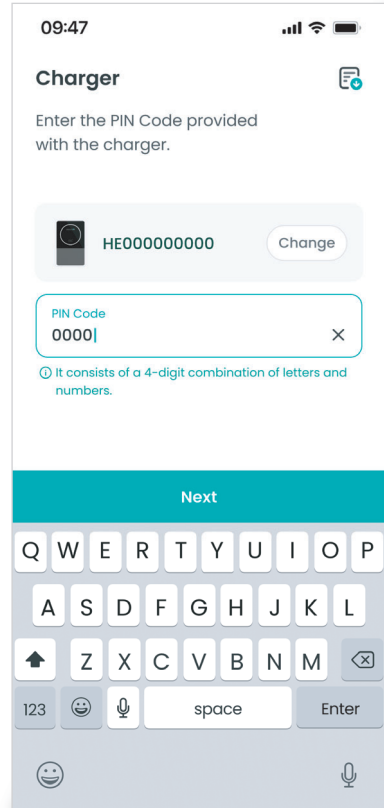 09:47
Charger
Enter the PIN Code provided
with the charger.
HE000000000
Change
PIN Code
0000
It consists of a 4-digit combination of letters and
numbers.
Next
Q W E R T Y U I O P
A S D F G H J K L
Z X C V B N M
123 space Enter